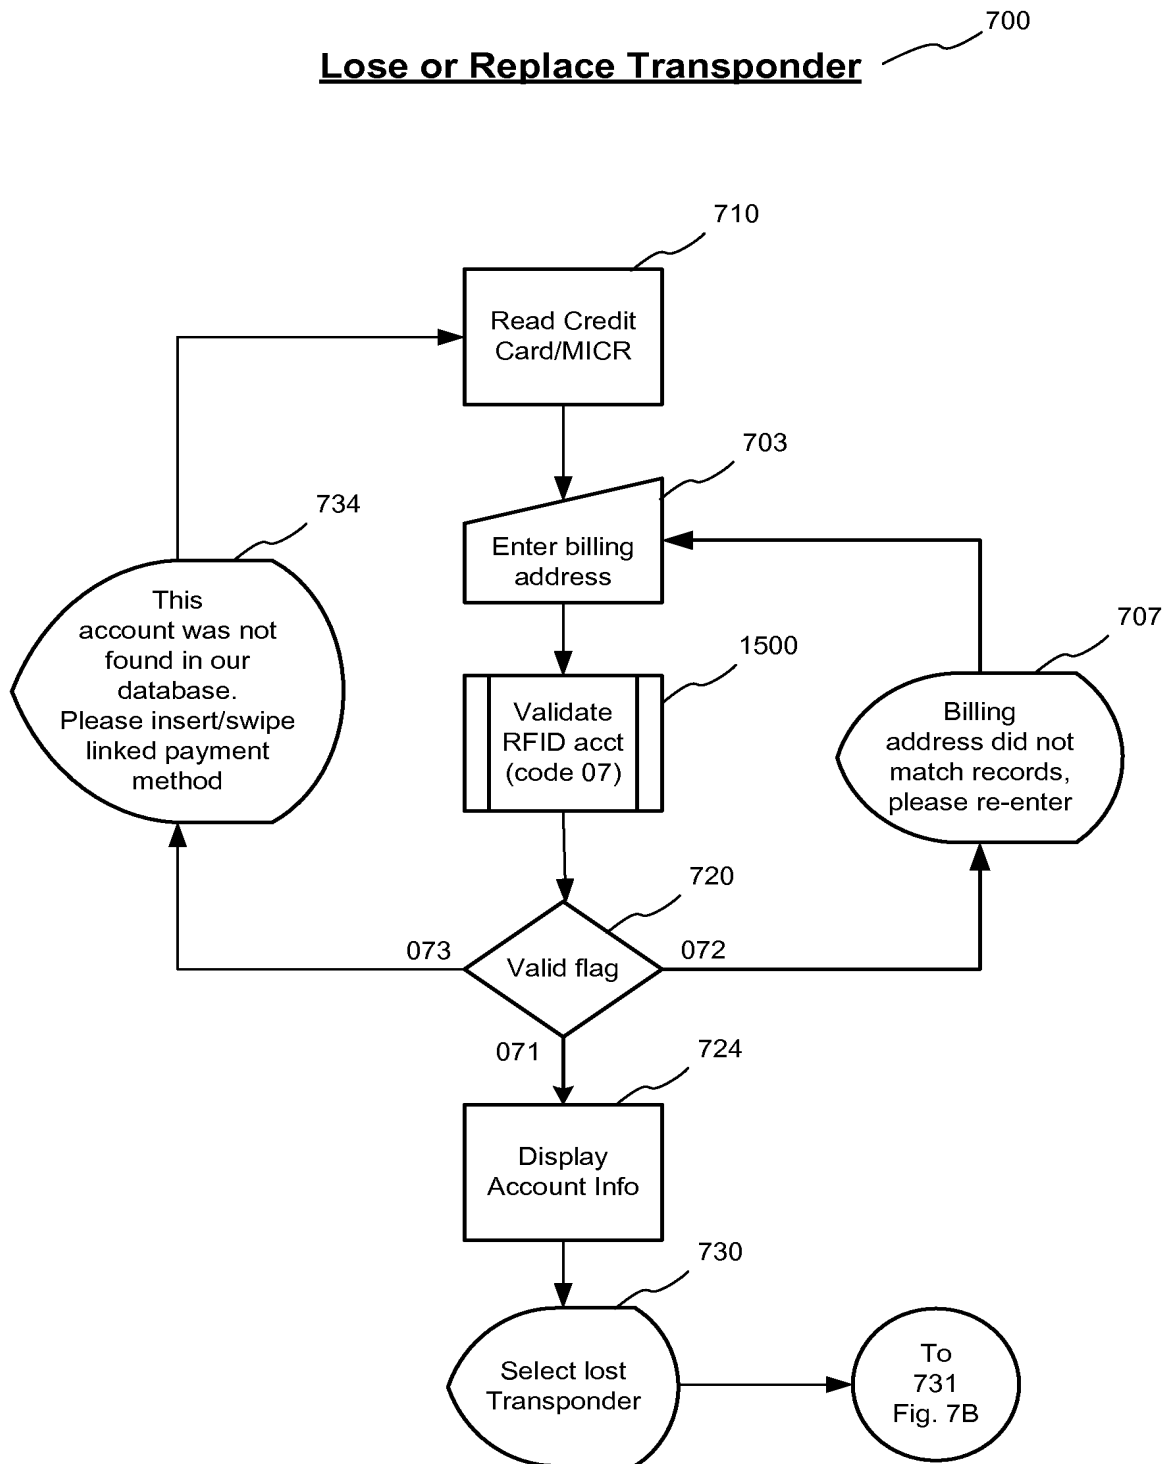 700
Lose or Replace Transponder
710
Read Credit
Card/MICR
703
Enter billing
address
734
This
account was not
found in our
database.
Please insert/swipe
linked payment
method
1500
Validate
RFID acct
(code 07)
707
Billing
address did not
match records,
please re-enter
720
Valid flag
073
072
071
724
Display
Account Info
730
Select lost
Transponder
To
731
Fig. 7B